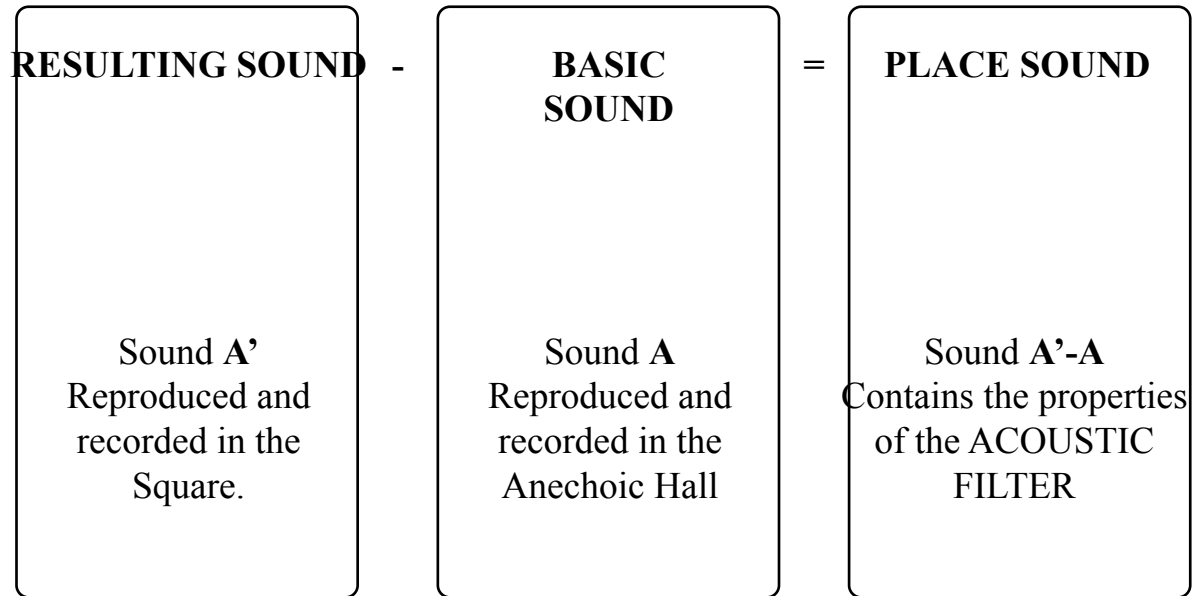 RESULTING SOUND - BASIC SOUND = PLACE SOUND
Sound A’
Reproduced and
recorded in the
Square.
Sound A
Reproduced and
recorded in the
Anechoic Hall
Sound A’-A
Contains the properties
of the ACOUSTIC
FILTER